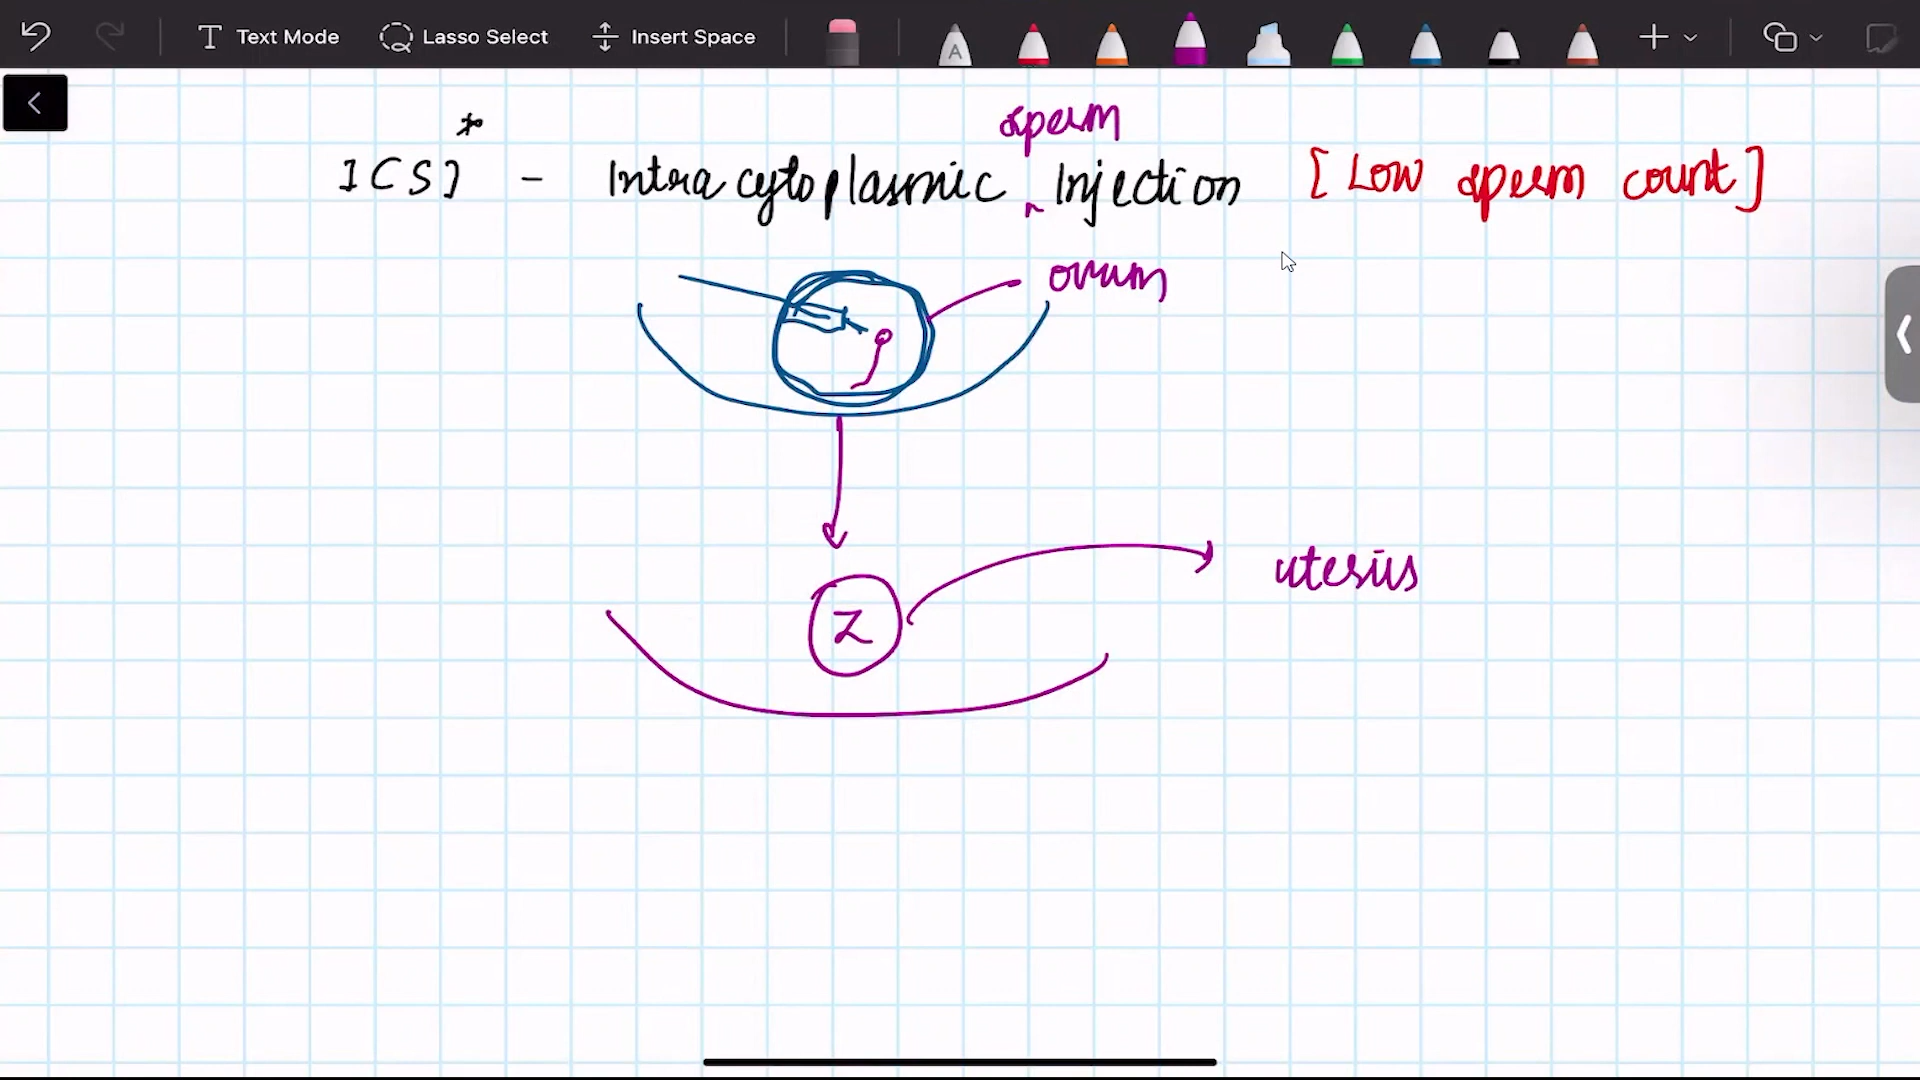 Text Mode Lasso Select Insert Space
A
sperm
ICSI* - Intracytoplasmic ^ Injection [Low sperm count]
ovum
uterus
Z